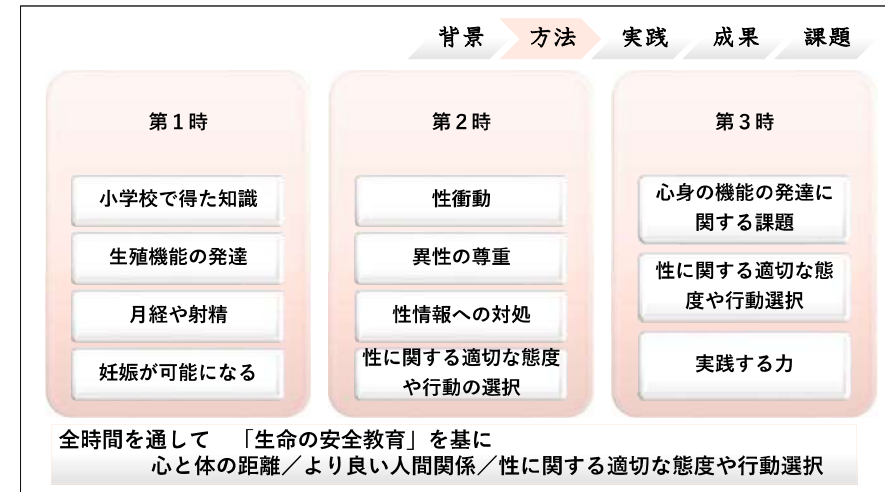 背景 方法 実践 成果 課題
第1時
小学校で得た知識
生殖機能の発達
月経や射精
妊娠が可能になる
第2時
性衝動
異性の尊重
性情報への対処
性に関する適切な態度
や行動の選択
第3時
心身の機能の発達に
関する課題
性に関する適切な態
度や行動選択
実践する力
全時間を通して 「生命の安全教育」を基に
心と体の距離／より良い人間関係／性に関する適切な態度や行動選択